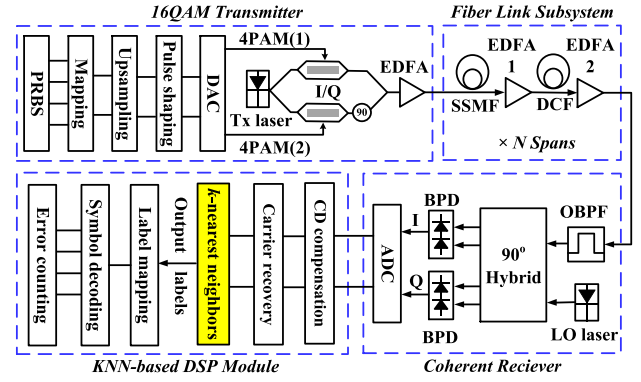 16QAM Transmitter
Fiber Link Subsystem
PRBS
Mapping
Upsampling
Pulse shaping
DAC
4PAM(1)
Tx laser
I/Q
90
4PAM(2)
EDFA
SSMF
EDFA
1
DCF
EDFA
2
× N Spans
Error counting
Symbol decoding
Label mapping
Output labels
k-nearest neighbors
Carrier recovery
CD compensation
ADC
I
BPD
Q
BPD
90° Hybrid
OBPF
LO laser
KNN-based DSP Module
Coherent Reciever